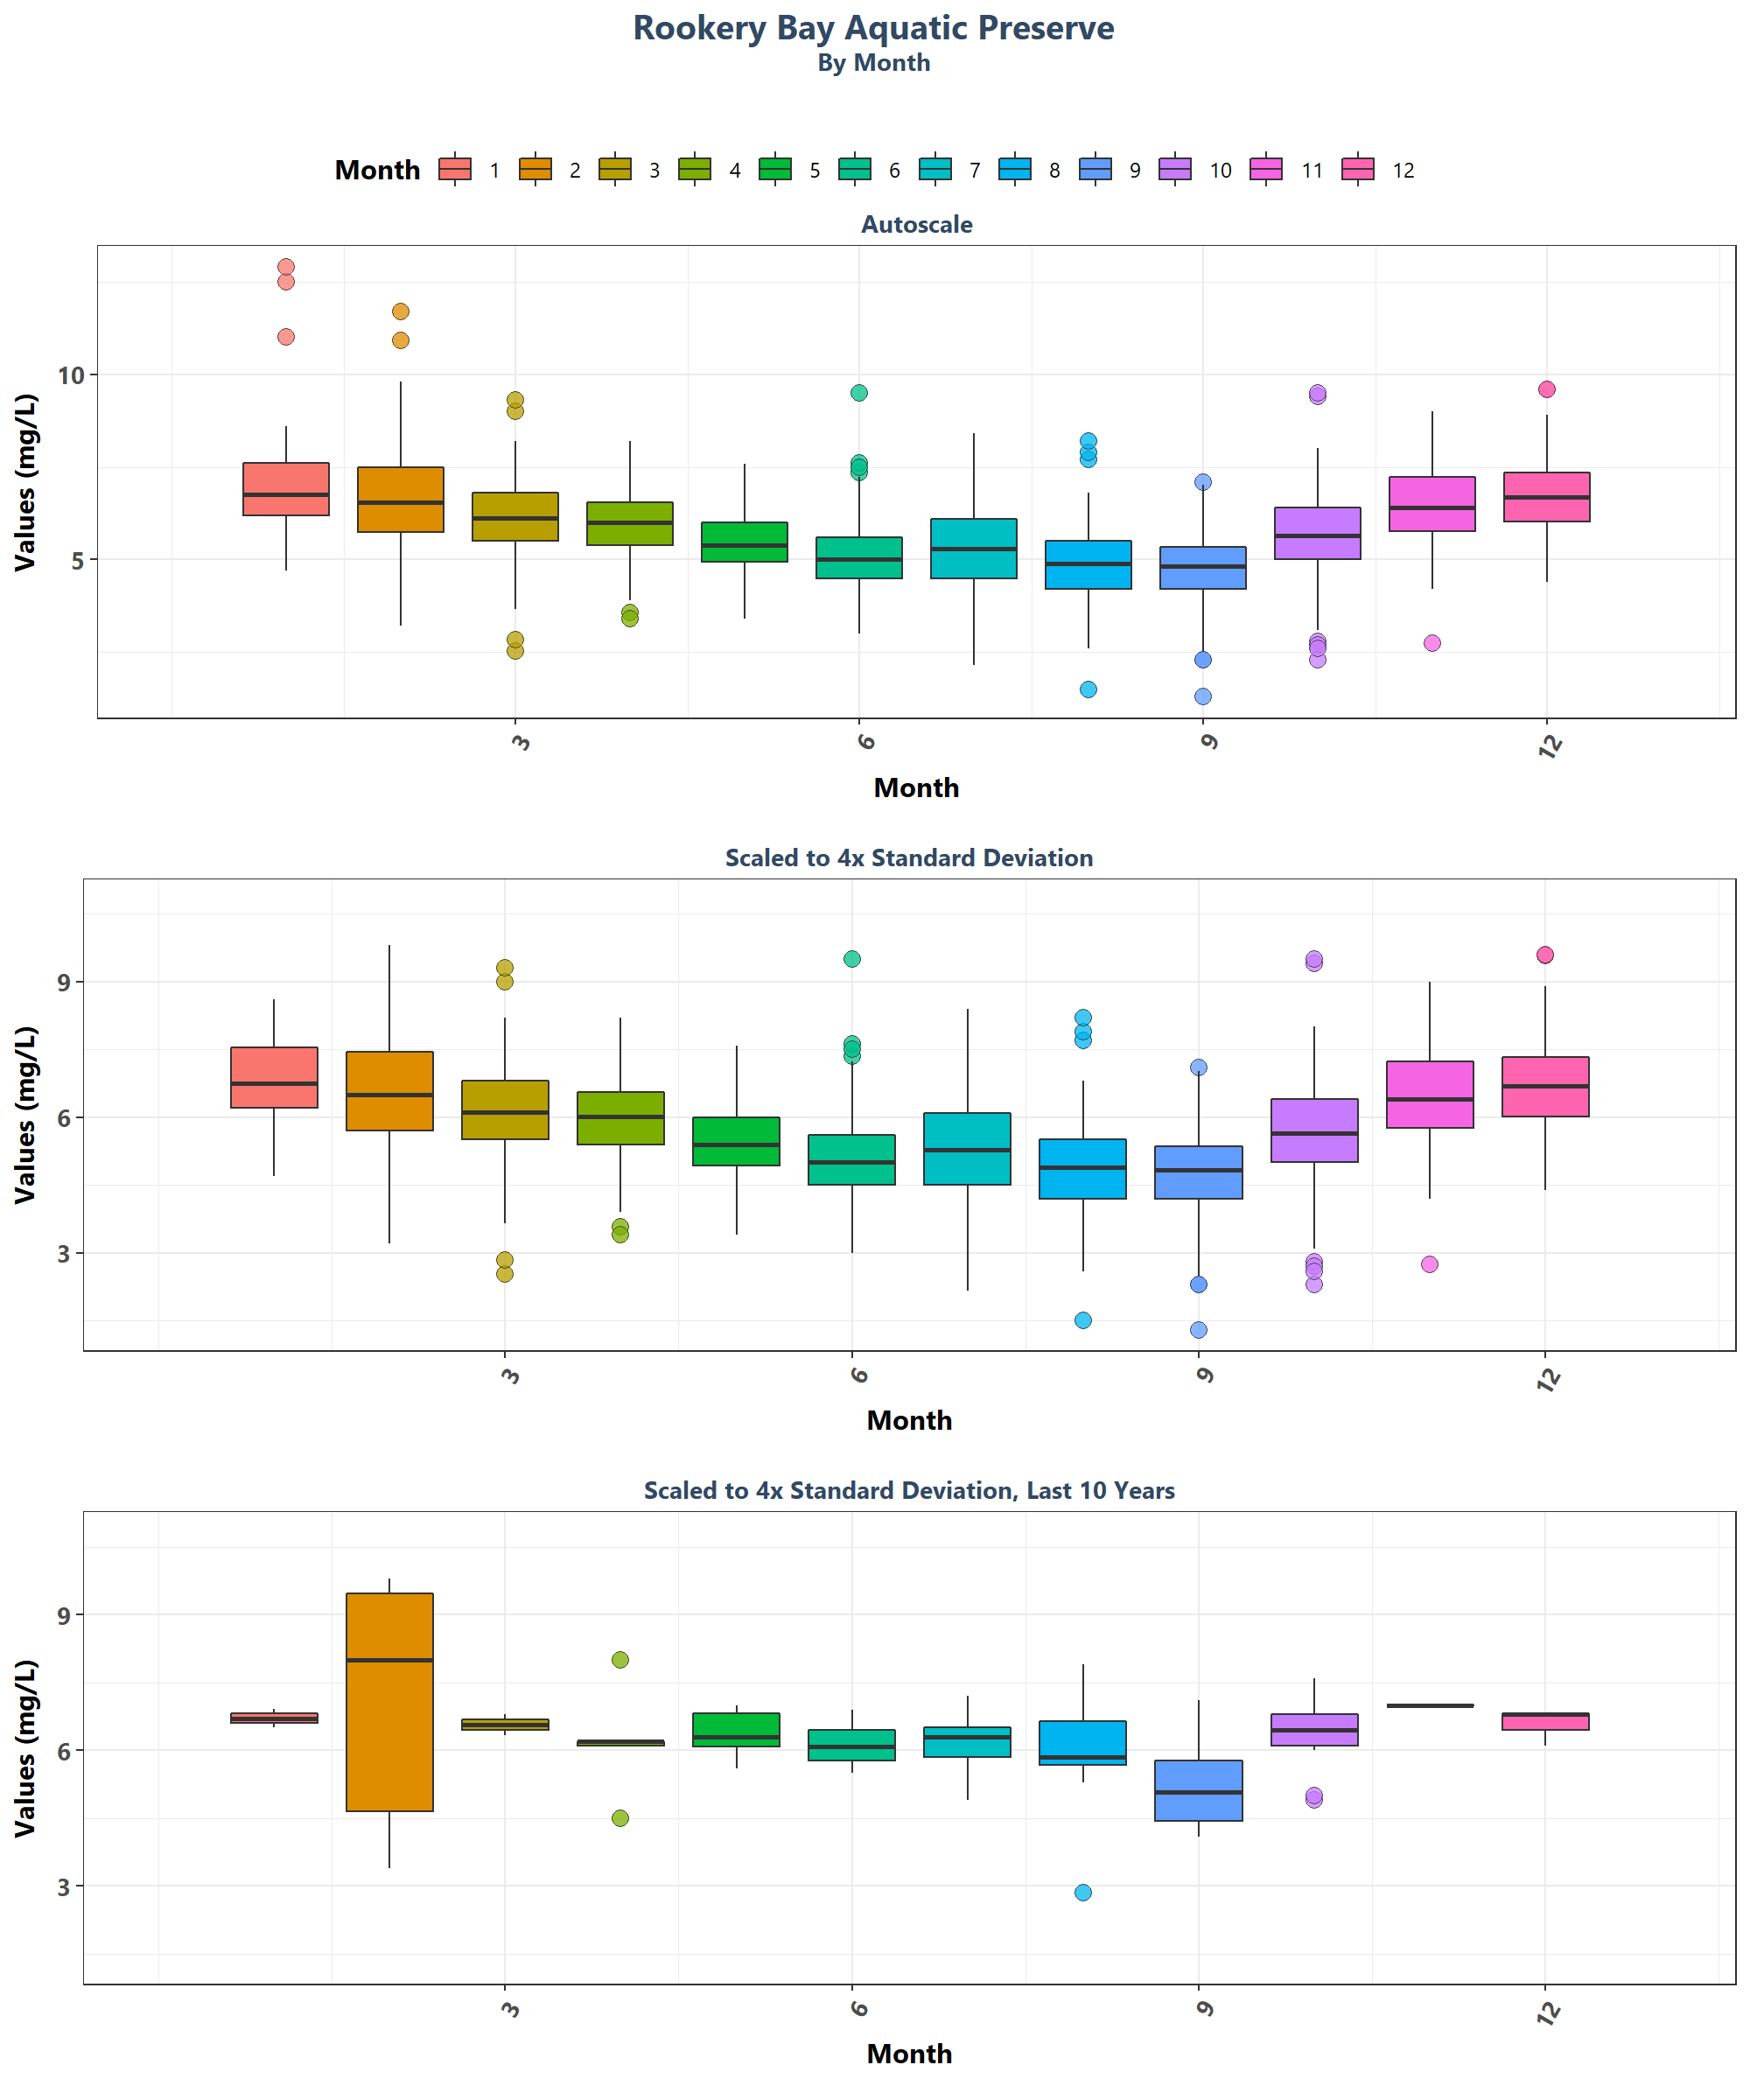 Rookery Bay Aquatic Preserve
By Month
Month 1 2 3 4 5 6 7 8 9 10 11 12
Autoscale
Values (mg/L)
10
5
3 6 9 12
Month
Scaled to 4x Standard Deviation
Values (mg/L)
9
6
3
3 6 9 12
Month
Scaled to 4x Standard Deviation, Last 10 Years
Values (mg/L)
9
6
3
3 6 9 12
Month